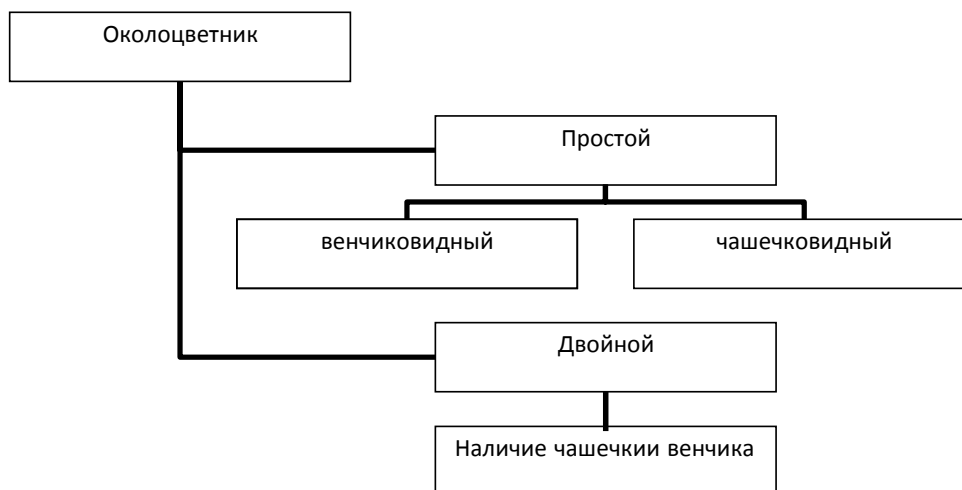 Околоцветник
Простой
венчиковидный
чашечковидный
Двойной
Наличие чашечкии венчика